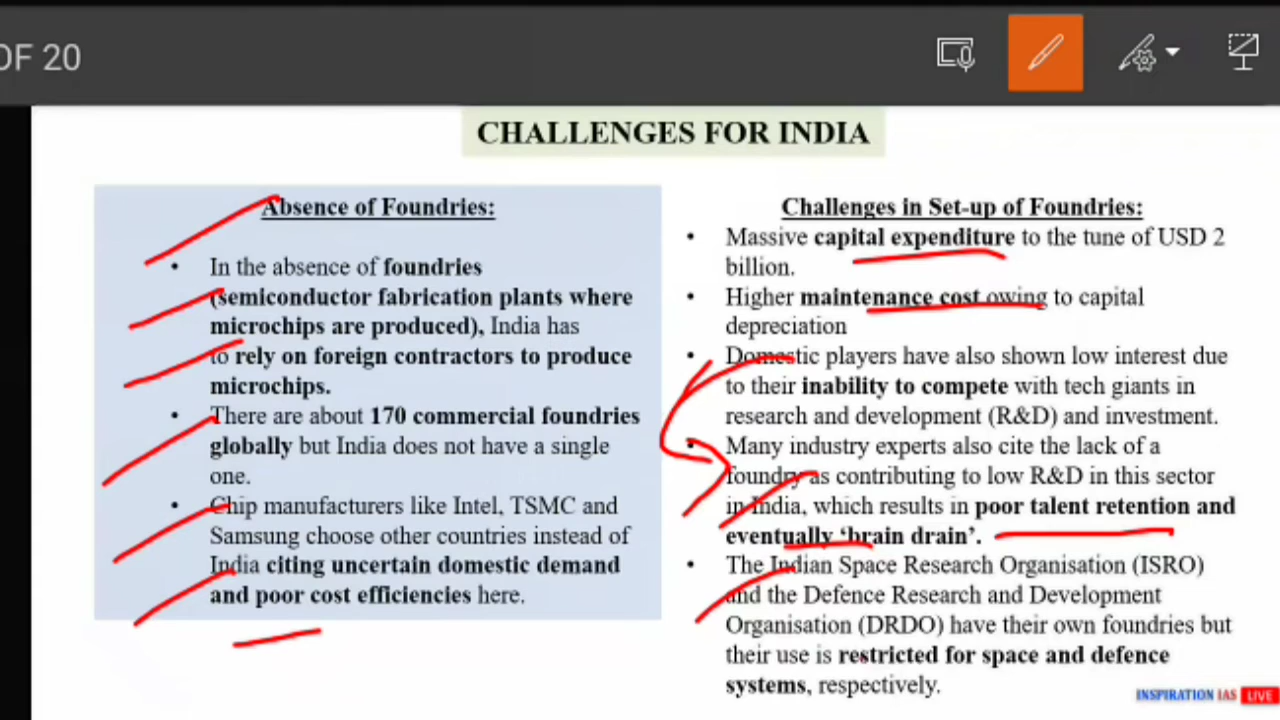 OF 20
CHALLENGES FOR INDIA
Absence of Foundries:
• In the absence of foundries
(semiconductor fabrication plants where
microchips are produced), India has
to rely on foreign contractors to produce
microchips.
• There are about 170 commercial foundries
globally but India does not have a single
one.
• Chip manufacturers like Intel, TSMC and
Samsung choose other countries instead of
India citing uncertain domestic demand
and poor cost efficiencies here.
Challenges in Set-up of Foundries:
• Massive capital expenditure to the tune of USD 2
billion.
• Higher maintenance cost owing to capital
depreciation
• Domestic players have also shown low interest due
to their inability to compete with tech giants in
research and development (R&D) and investment.
• Many industry experts also cite the lack of a
foundry as contributing to low R&D in this sector
in India, which results in poor talent retention and
eventually ‘brain drain’.
• The Indian Space Research Organisation (ISRO)
and the Defence Research and Development
Organisation (DRDO) have their own foundries but
their use is restricted for space and defence
systems, respectively.
INSPIRATION IAS LIVE